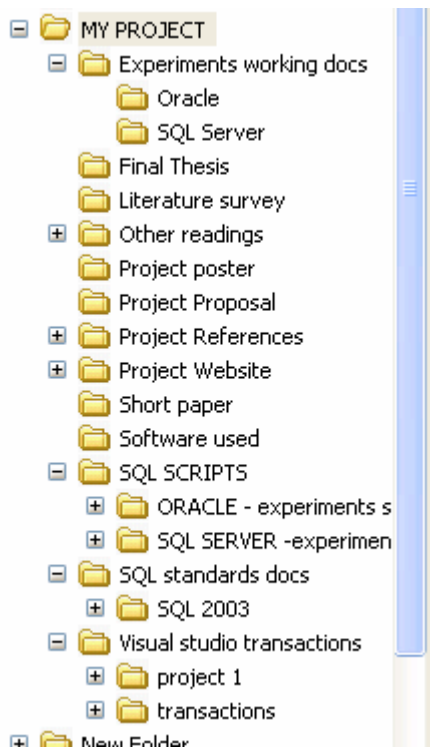 MY PROJECT
Experiments working docs
Oracle
SQL Server
Final Thesis
Literature survey
Other readings
Project poster
Project Proposal
Project References
Project Website
Short paper
Software used
SQL SCRIPTS
ORACLE - experiments s
SQL SERVER -experimen
SQL standards docs
SQL 2003
Visual studio transactions
project 1
transactions
New Folder